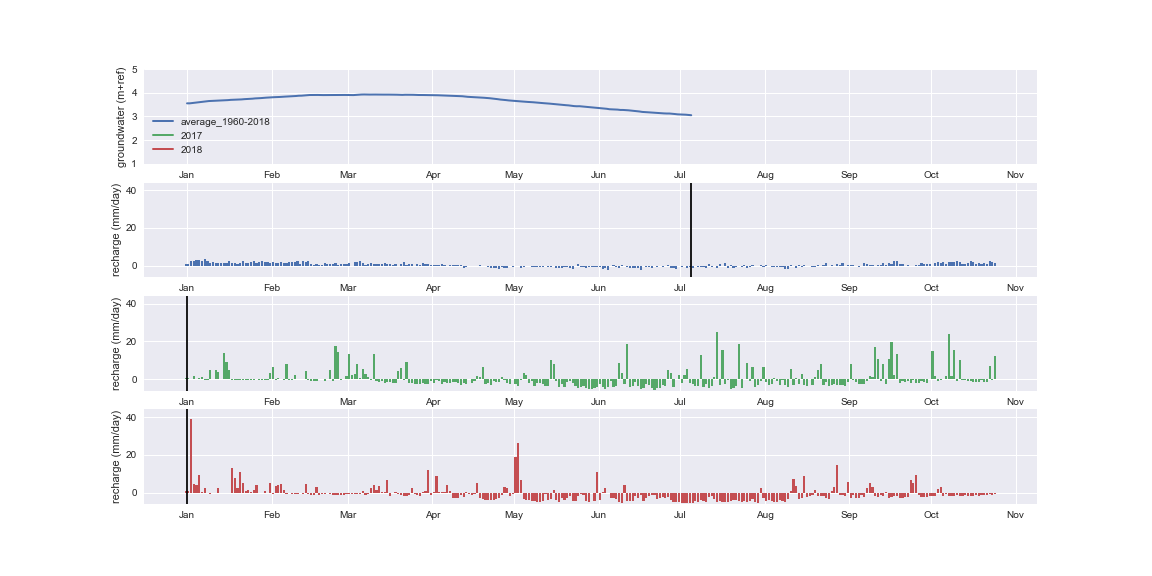 groundwater (m+ref)
5
4
3
2
1
average_1960-2018
2017
2018
Jan Feb Mar Apr May Jun Jul Aug Sep Oct Nov
recharge (mm/day)
40
20
0
Jan Feb Mar Apr May Jun Jul Aug Sep Oct Nov
recharge (mm/day)
40
20
0
Jan Feb Mar Apr May Jun Jul Aug Sep Oct Nov
recharge (mm/day)
40
20
0
Jan Feb Mar Apr May Jun Jul Aug Sep Oct Nov